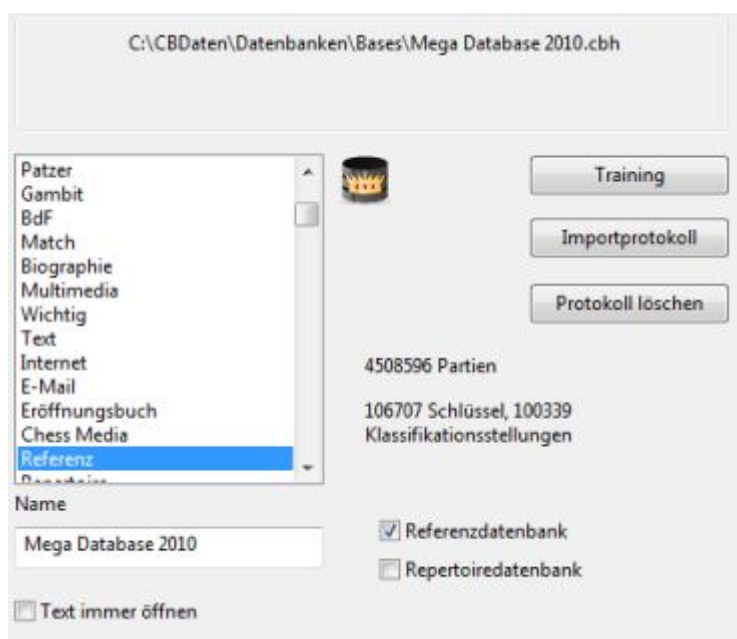 C:\CBDaten\Datenbanken\Bases\Mega Database 2010.cbh
Patzer
Gambit
BdF
Match
Biographie
Multimedia
Wichtig
Text
Internet
E-Mail
Eröffnungsbuch
Chess Media
Referenz
Repertoire
Training
Importprotokoll
Protokoll löschen
4508596 Partien
106707 Schlüssel, 100339
Klassifikationsstellungen
Name
Mega Database 2010
Referenzdatenbank
Repertoiredatenbank
Text immer öffnen